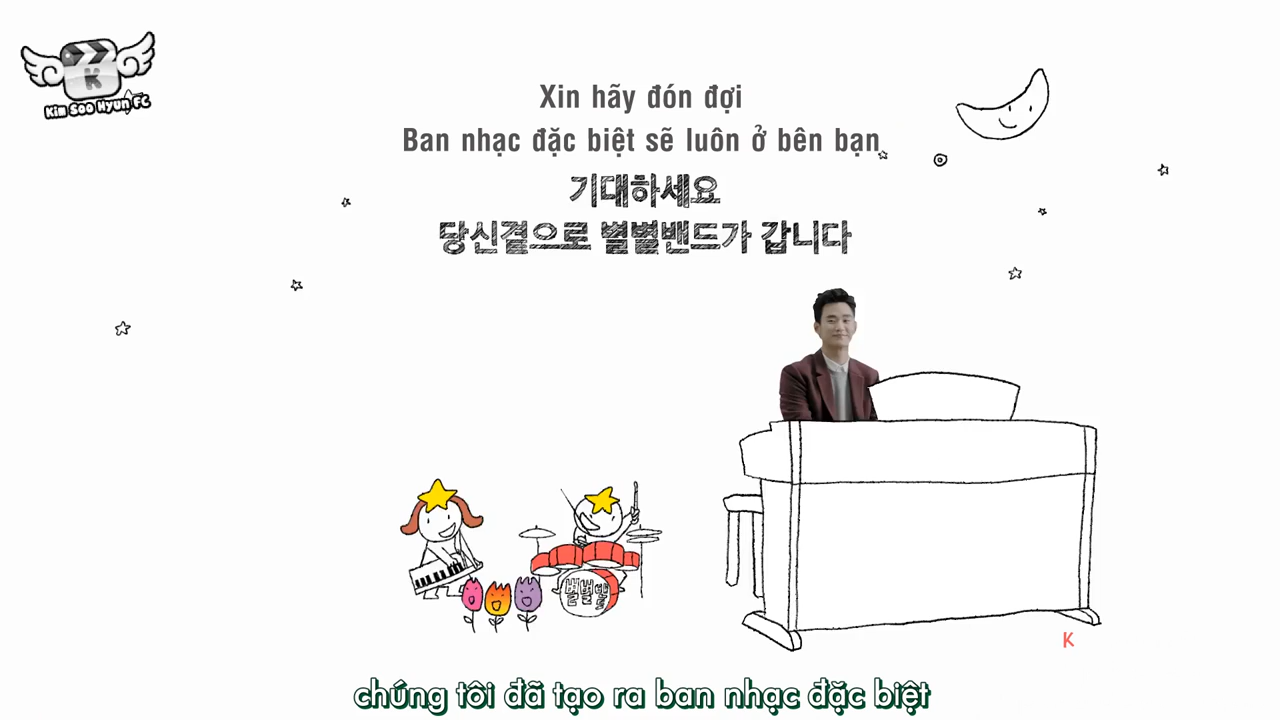 Kim Soo Hyun FC
K
Xin hãy đón đợi
Ban nhạc đặc biệt sẽ luôn ở bên bạn
기대하세요
당신곁으로 별별밴드가 갑니다
별별밴
K
chúng tôi đã tạo ra ban nhạc đặc biệt